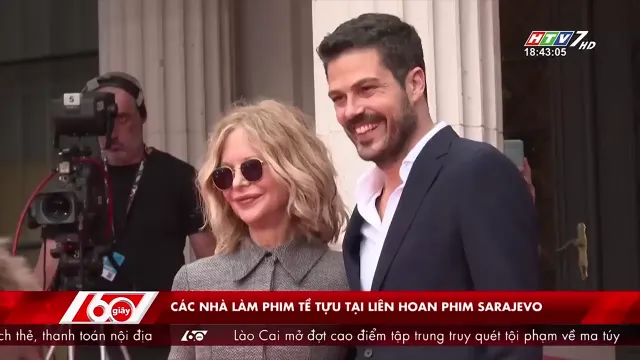 HTV7 HD
18:43:05
5
60 giây
CÁC NHÀ LÀM PHIM TỀ TỰU TẠI LIÊN HOAN PHIM SARAJEVO
ch thẻ, thanh toán nội địa 60 Lào Cai mở đợt cao điểm tập trung truy quét tội phạm về ma túy